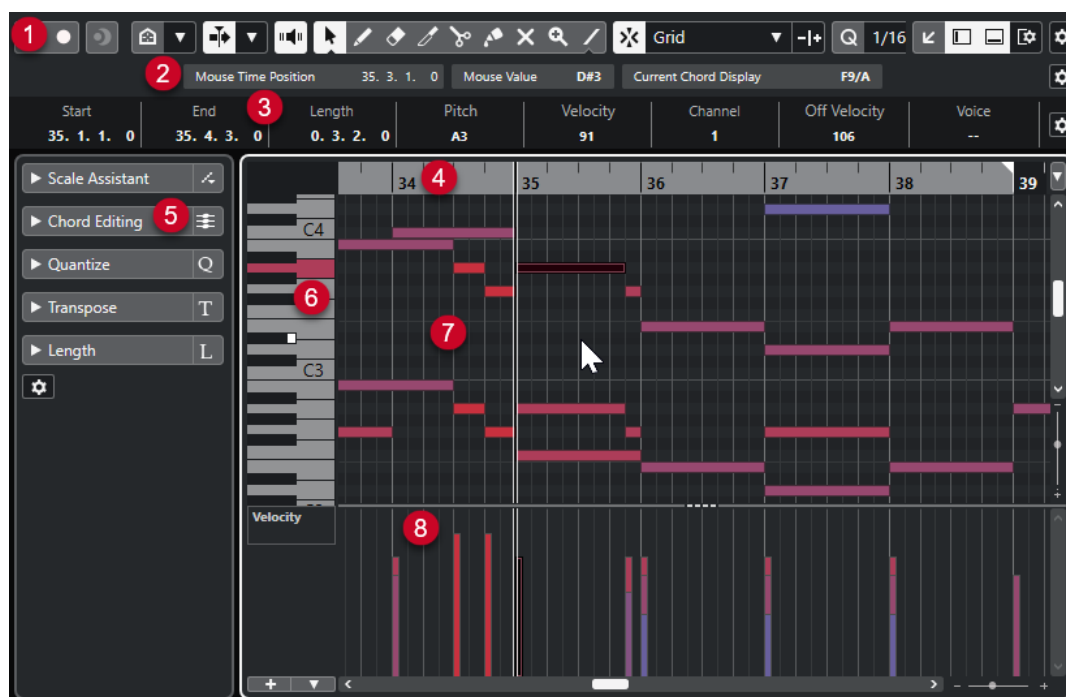 1
Grid
Q 1/16
2 Mouse Time Position 35. 3. 1. 0 Mouse Value D#3 Current Chord Display F9/A
3
Start End Length Pitch Velocity Channel Off Velocity Voice
35. 1. 1. 0 35. 4. 3. 0 0. 3. 2. 0 A3 91 1 106 --
Scale Assistant
34 4 35 36 37 38 39
Chord Editing 5
C4
Quantize Q
6
Transpose T
7
Length L
C3
Velocity
8